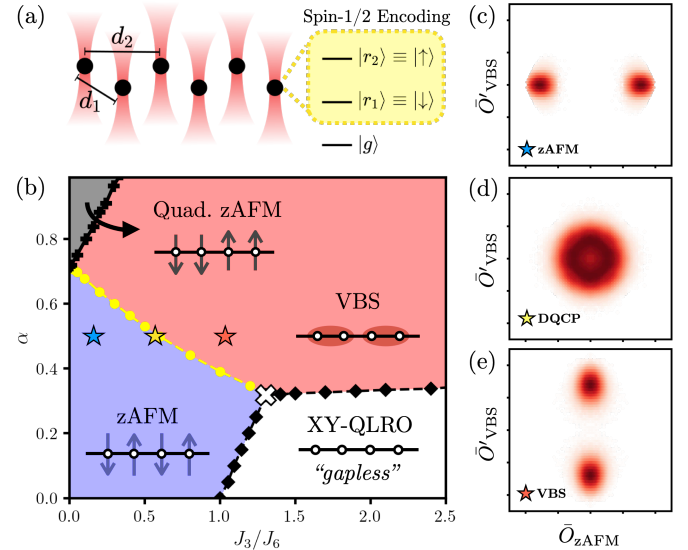 (a)
d₂
d₁
Spin-1/2 Encoding
|r₂⟩ ≡ |↑⟩
|r₁⟩ ≡ |↓⟩
|g⟩
(b)
Quad. zAFM
VBS
zAFM
XY-QLRO
“gapless”
α
0.8
0.6
0.4
0.2
0.0
0.0
0.5
1.0
1.5
2.0
2.5
J₃/J₆
(c)
Ō′VBS
zAFM
(d)
Ō′VBS
DQCP
(e)
Ō′VBS
VBS
ŌzAFM